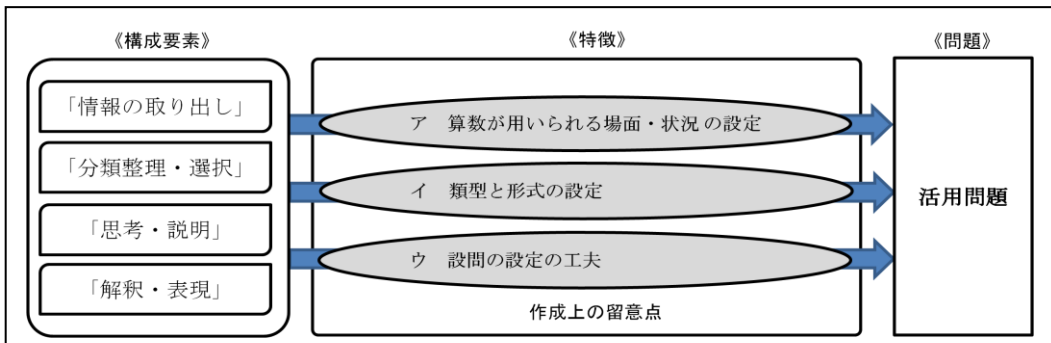 《構成要素》
《特徴》
《問題》
「情報の取り出し」
「分類整理・選択」
「思考・説明」
「解釈・表現」
ア 算数が用いられる場面・状況の設定
イ 類型と形式の設定
ウ 設問の設定の工夫
作成上の留意点
活用問題